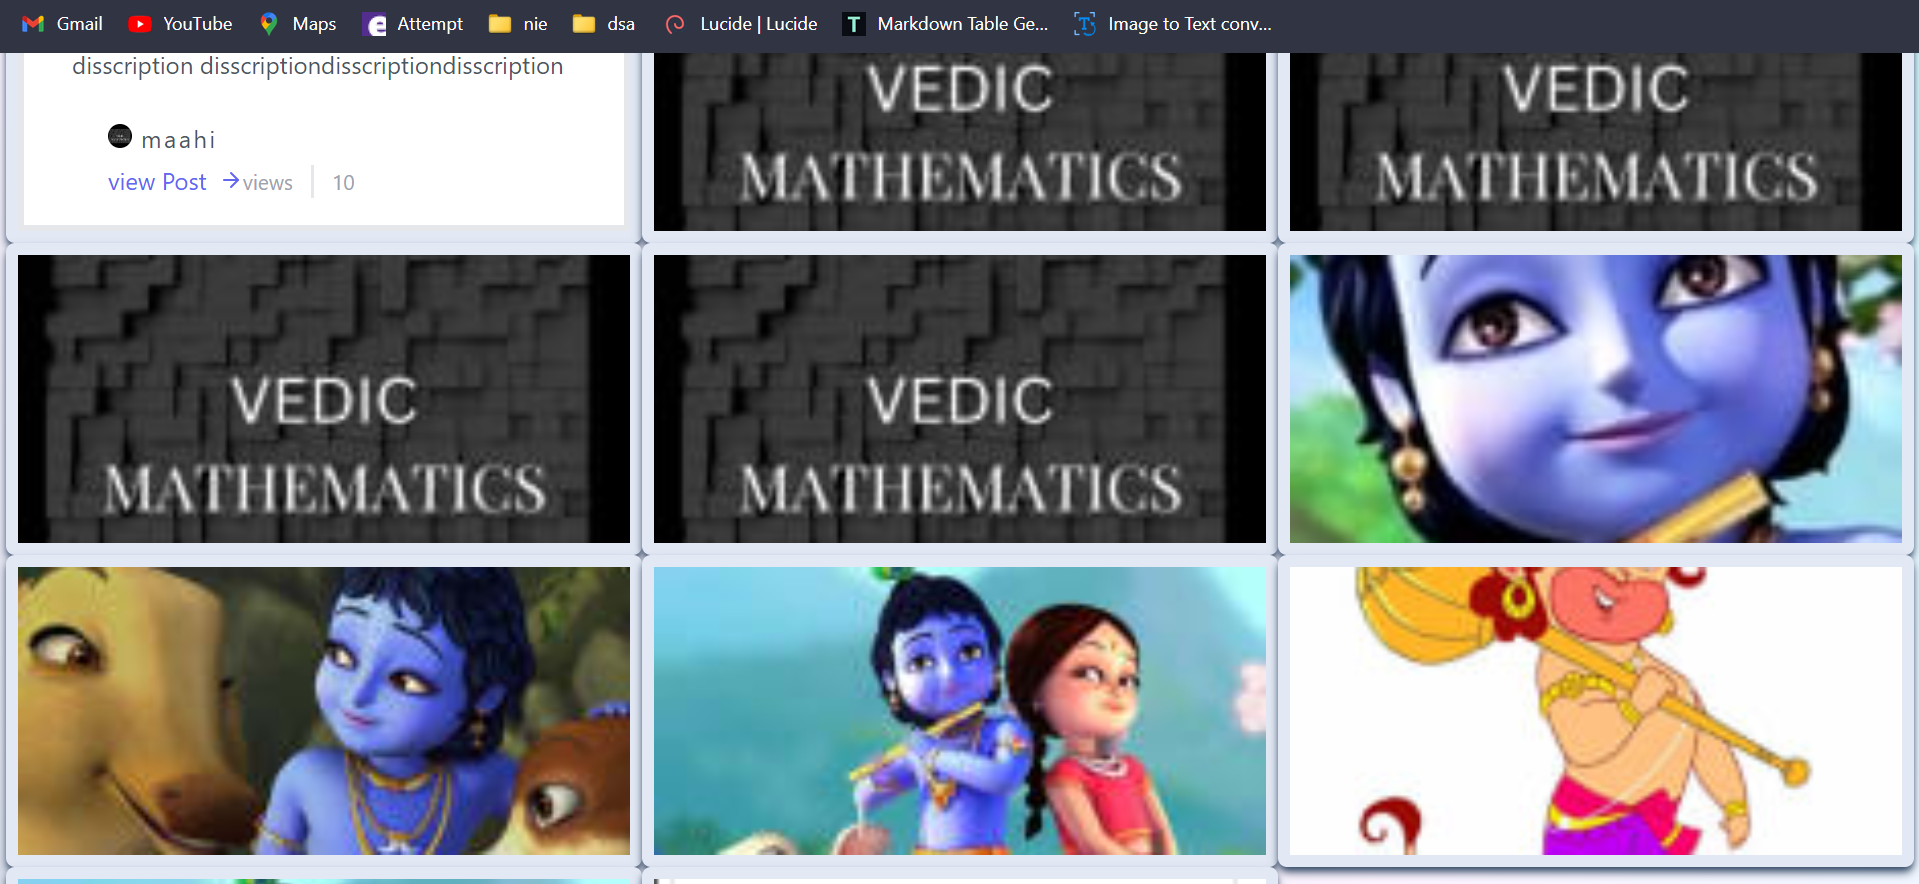 Gmail YouTube Maps Attempt nie dsa Lucide | Lucide Markdown Table Ge... Image to Text conv...
disscription disscriptiondisscriptiondisscription
maahi
view Post → views 10
VEDIC
MATHEMATICS
VEDIC
MATHEMATICS
VEDIC
MATHEMATICS
VEDIC
MATHEMATICS